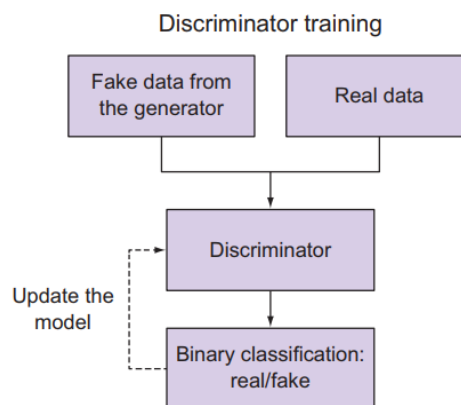 Discriminator training
Fake data from
the generator
Real data
Discriminator
Update the
model
Binary classification:
real/fake